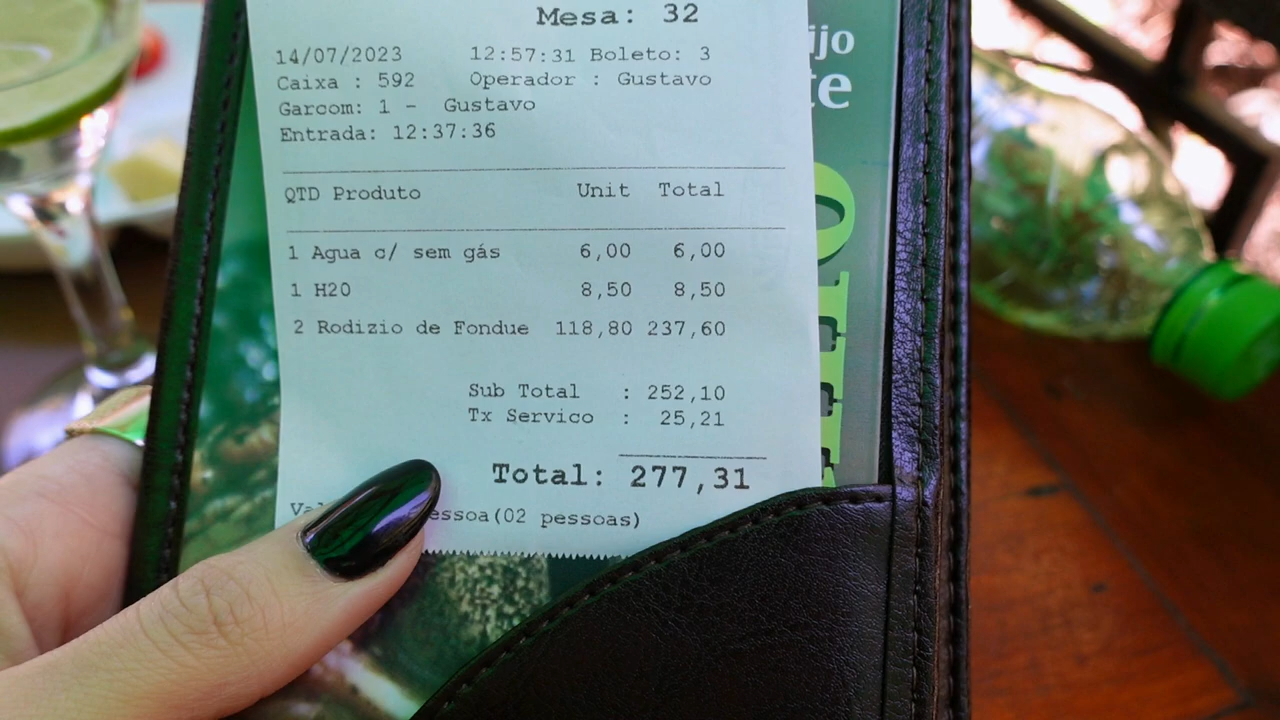 Mesa: 32
14/07/2023 12:57:31 Boleto: 3
Caixa : 592 Operador : Gustavo
Garcom: 1 - Gustavo
Entrada: 12:37:36
QTD Produto Unit Total
1 Agua c/ sem gás 6,00 6,00
1 H20 8,50 8,50
2 Rodizio de Fondue 118,80 237,60
Sub Total : 252,10
Tx Servico : 25,21
Total: 277,31
(02 pessoas)